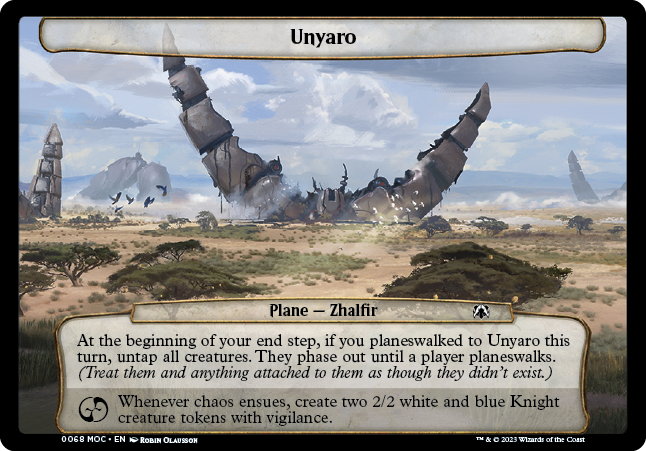 Unyaro
Plane — Zhalfir
At the beginning of your end step, if you planeswalked to Unyaro this
turn, untap all creatures. They phase out until a player planeswalks.
(Treat them and anything attached to them as though they didn't exist.)
Whenever chaos ensues, create two 2/2 white and blue Knight
creature tokens with vigilance.
0068 MOC • EN Robin Olausson
™ & © 2023 Wizards of the Coast